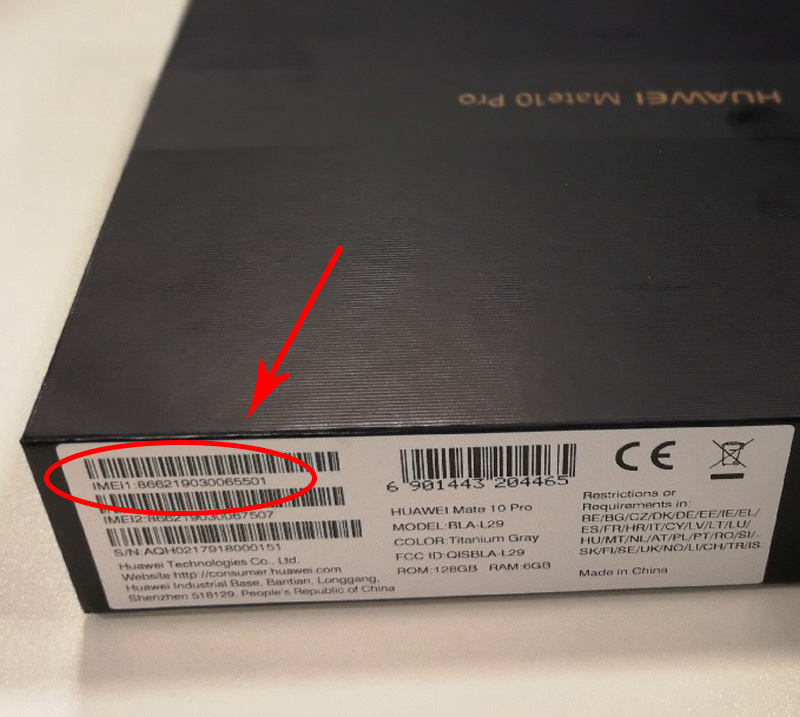 HUAWEI Mate10 Pro
IMEI1:866219030065501
IMEI2:866219030067507
S/N:AQH0217918000151
Huawei Technologies Co., Ltd.
Website http://consumer.huawei.com
Huawei Industrial Base, Bantian, Longgang,
Shenzhen 518129, People's Republic of China
6 901443 204465
HUAWEI Mate 10 Pro
MODEL:BLA-L29
COLOR:Titanium Gray
FCC ID:QISBLA-L29
ROM:128GB RAM:6GB
CE
Restrictions or
Requirements in:
BE/BG/CZ/DK/DE/EE/IE/EL/
ES/FR/HR/IT/CY/LV/LT/LU/
HU/MT/NL/AT/PL/PT/RO/SI/
SK/FI/SE/UK/NO/LI/CH/TR/IS
Made in China